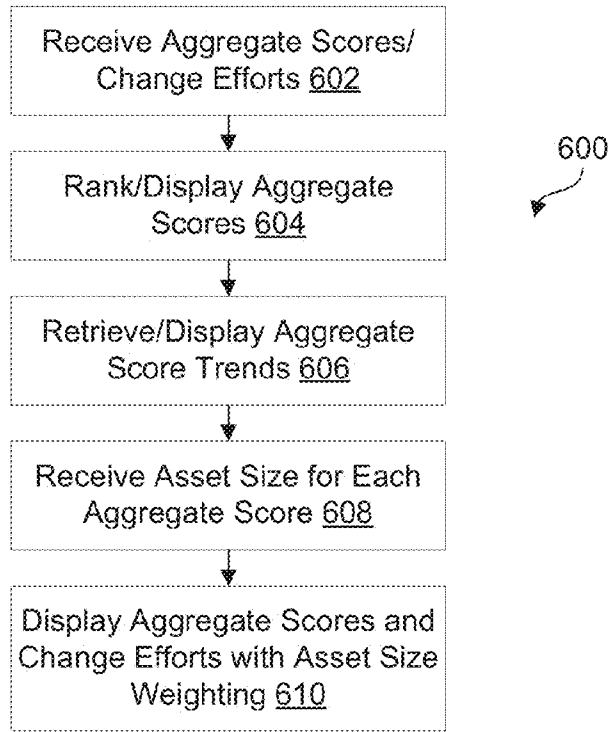 Receive Aggregate Scores/
Change Efforts 602
600
Rank/Display Aggregate
Scores 604
Retrieve/Display Aggregate
Score Trends 606
Receive Asset Size for Each
Aggregate Score 608
Display Aggregate Scores and
Change Efforts with Asset Size
Weighting 610